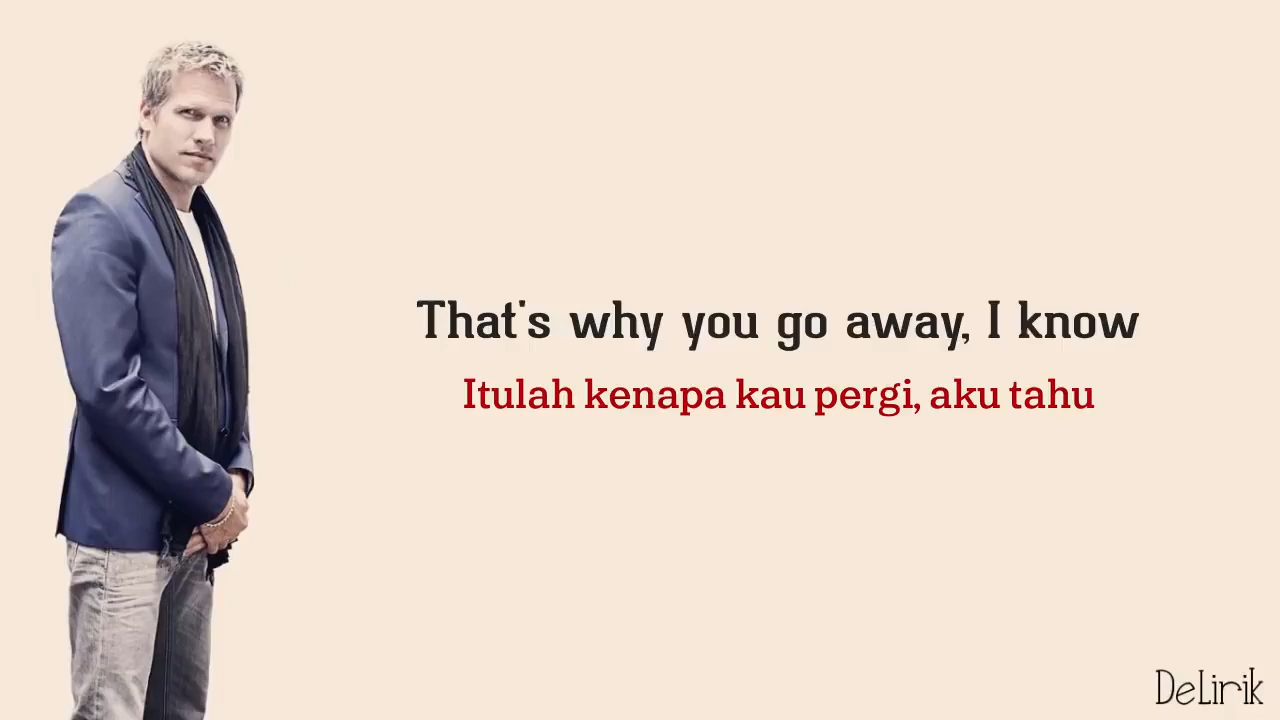 That's why you go away, I know
Itulah kenapa kau pergi, aku tahu
DeLirik